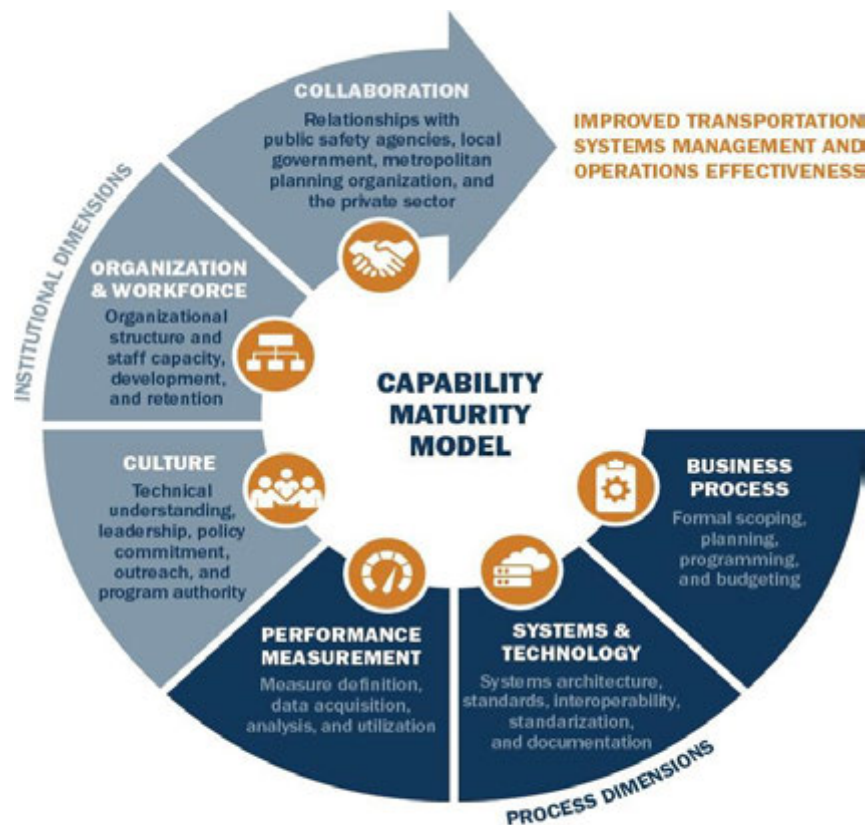 COLLABORATION
Relationships with
public safety agencies, local
government, metropolitan
planning organization, and
the private sector
IMPROVED TRANSPORTATION
SYSTEMS MANAGEMENT AND
OPERATIONS EFFECTIVENESS
INSTITUTIONAL DIMENSIONS
ORGANIZATION
& WORKFORCE
Organizational
structure and
staff capacity,
development,
and retention
CAPABILITY
MATURITY
MODEL
CULTURE
Technical
understanding,
leadership, policy
commitment,
outreach, and
program authority
BUSINESS
PROCESS
Formal scoping,
planning,
programming,
and budgeting
PERFORMANCE
MEASUREMENT
Measure definition,
data acquisition,
analysis, and utilization
SYSTEMS &
TECHNOLOGY
Systems architecture,
standards, interoperability,
standarization,
and documentation
PROCESS DIMENSIONS